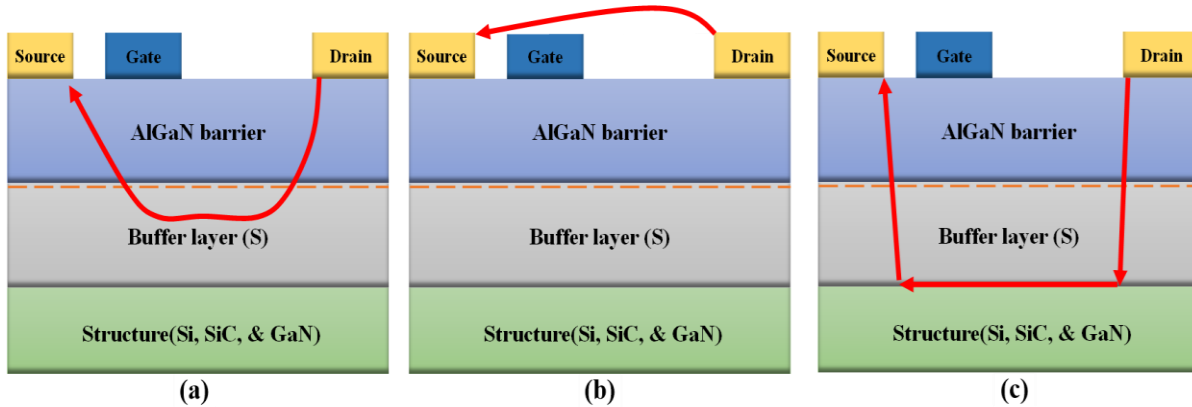 Source Gate Drain
AlGaN barrier
Buffer layer (S)
Structure(Si, SiC, & GaN)
(a)
Source Gate Drain
AlGaN barrier
Buffer layer (S)
Structure(Si, SiC, & GaN)
(b)
Source Gate Drain
AlGaN barrier
Buffer layer (S)
Structure(Si, SiC, & GaN)
(c)